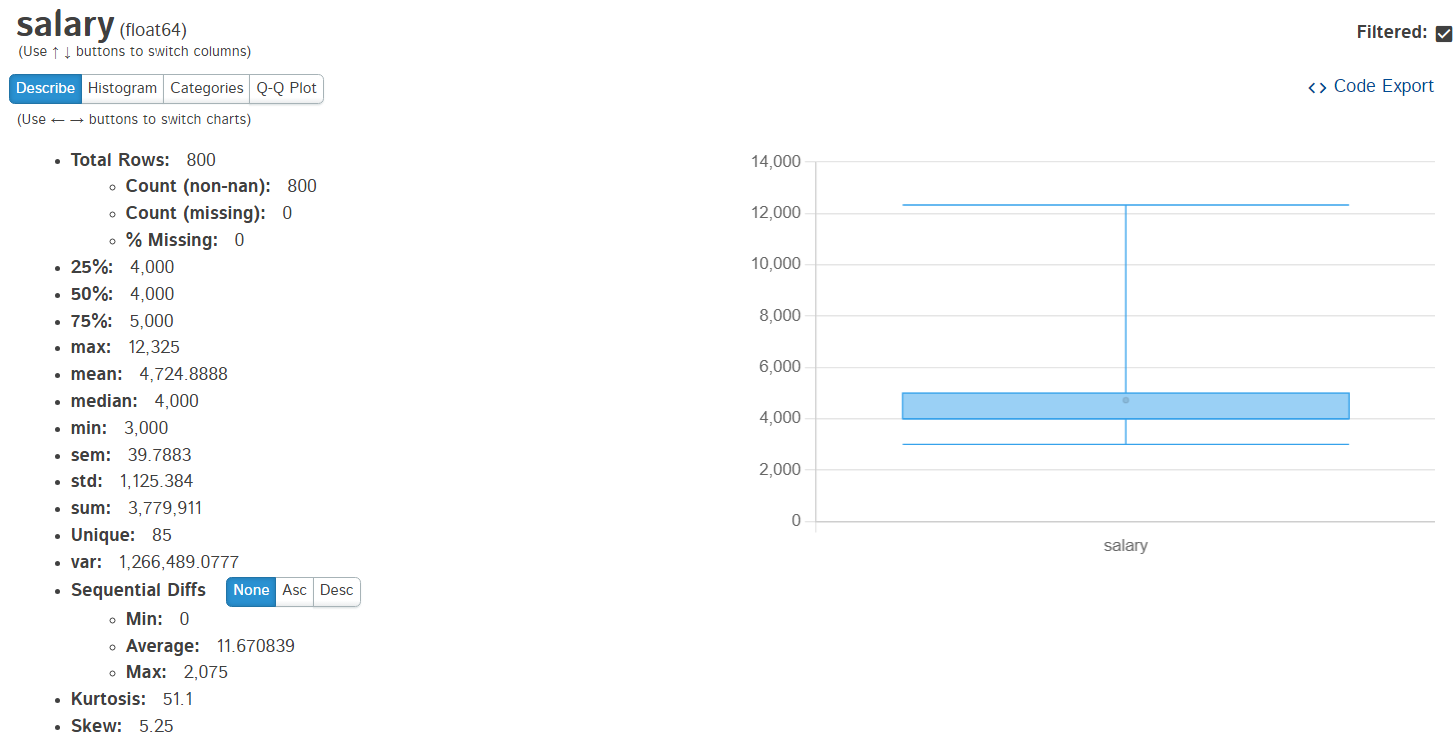 salary (float64)
Filtered:
(Use ↑ ↓ buttons to switch columns)
Describe Histogram Categories Q-Q Plot
<> Code Export
(Use ← → buttons to switch charts)
Total Rows: 800
Count (non-nan): 800
Count (missing): 0
% Missing: 0
25%: 4,000
50%: 4,000
75%: 5,000
max: 12,325
mean: 4,724.8888
median: 4,000
min: 3,000
sem: 39.7883
std: 1,125.384
sum: 3,779,911
Unique: 85
var: 1,266,489.0777
Sequential Diffs None Asc Desc
Min: 0
Average: 11.670839
Max: 2,075
Kurtosis: 51.1
Skew: 5.25
14,000
12,000
10,000
8,000
6,000
4,000
2,000
0
salary